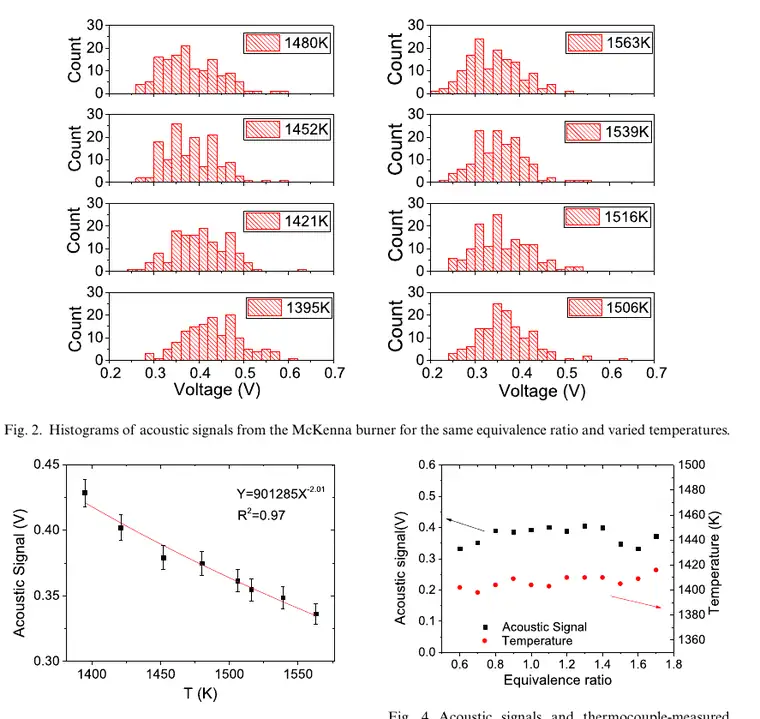 30
20
10
0
Count
1480K
30
20
10
0
Count
1563K
30
20
10
0
Count
1452K
30
20
10
0
Count
1539K
30
20
10
0
Count
1421K
30
20
10
0
Count
1516K
30
20
10
0
Count
1395K
0.2 0.3 0.4 0.5 0.6 0.7
Voltage (V)
30
20
10
0
Count
1506K
0.2 0.3 0.4 0.5 0.6 0.7
Voltage (V)
Fig. 2. Histograms of acoustic signals from the McKenna burner for the same equivalence ratio and varied temperatures.
0.45
0.40
0.35
0.30
Acoustic Signal (V)
Y=901285X^-2.01
R²=0.97
1400 1450 1500 1550
T (K)
0.6
0.5
0.4
0.3
0.2
0.1
0.0
Acoustic signal(V)
Acoustic Signal
Temperature
1500
1480
1460
1440
1420
1400
1380
1360
Temperature (K)
0.6 0.8 1.0 1.2 1.4 1.6 1.8
Equivalence ratio
Fig. 4 Acoustic signals and thermocouple-measured